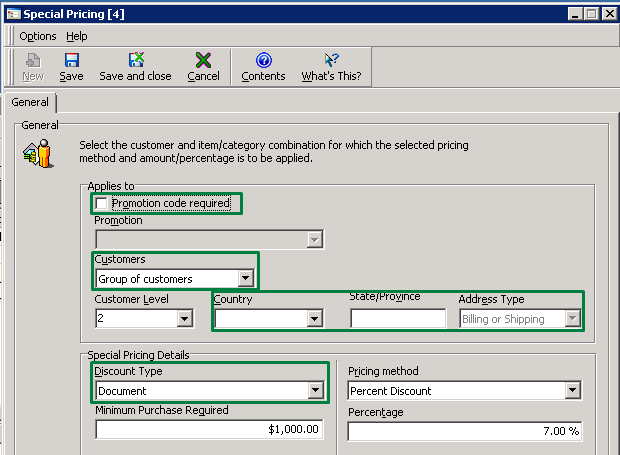 Special Pricing [4]
Options Help
New Save Save and close Cancel Contents What's This?
General
General
Select the customer and item/category combination for which the selected pricing
method and amount/percentage is to be applied.
Applies to
Promotion code required
Promotion
Customers
Group of customers
Customer Level Country State/Province Address Type
2 Billing or Shipping
Special Pricing Details
Discount Type Pricing method
Document Percent Discount
Minimum Purchase Required Percentage
$1,000.00 7.00 %